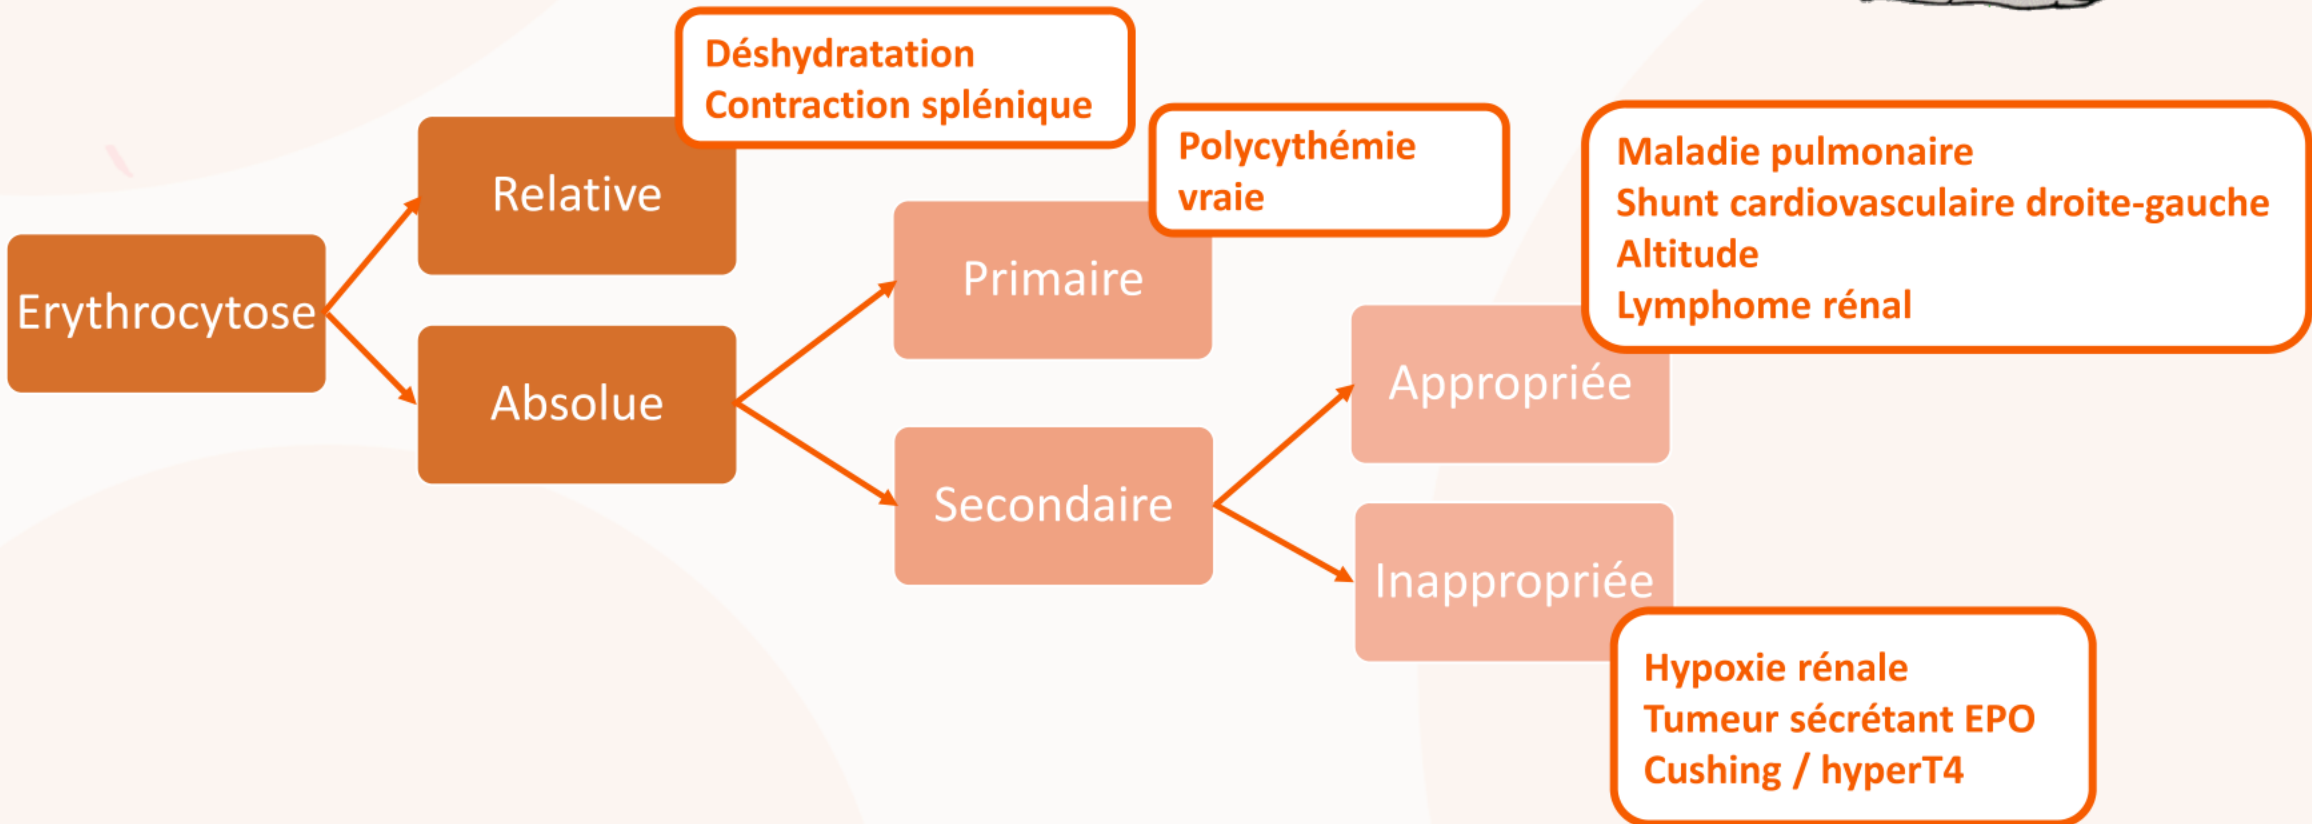 Déshydratation
Contraction splénique
Relative
Erythrocytose
Absolue
Polycythémie
vraie
Primaire
Secondaire
Maladie pulmonaire
Shunt cardiovasculaire droite-gauche
Altitude
Lymphome rénal
Appropriée
Inappropriée
Hypoxie rénale
Tumeur sécrétant EPO
Cushing / hyperT4